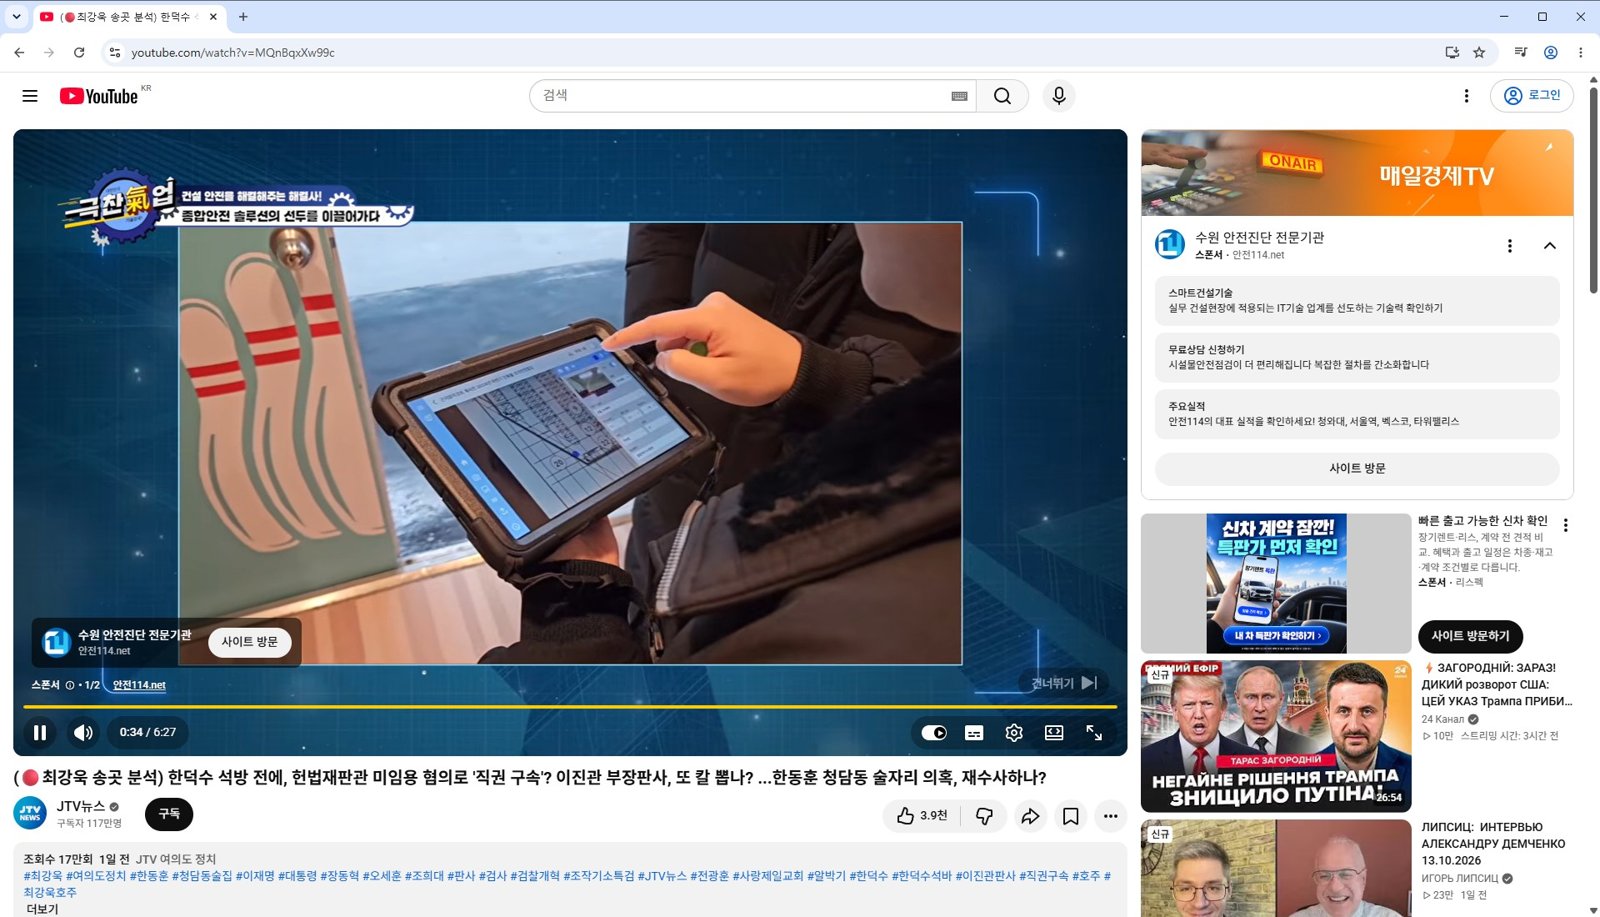 (🔴최강욱 송곳 분석) 한덕수
youtube.com/watch?v=MQnBqxXw99c
YouTube KR
검색
로그인
극찬氣업
건설 안전을 해결해주는 해결사!
종합안전 솔루션의 선두를 이끌어가다
20
수원 안전진단 전문기관
안전114.net
사이트 방문
스폰서 · 1/2 안전114.net
건너뛰기
0:34 / 6:27
(🔴최강욱 송곳 분석) 한덕수 석방 전에, 헌법재판관 미임용 혐의로 '직권 구속'? 이진관 부장판사, 또 칼 뽑나? ...한동훈 청담동 술자리 의혹, 재수사하나?
JTV NEWS
JTV뉴스
구독자 117만명
구독
3.9천
조회수 17만회 1일 전 JTV 여의도 정치
#최강욱 #여의도정치 #한동훈 #청담동술집 #이재명 #대통령 #장동혁 #오세훈 #조희대 #판사 #검사 #검찰개혁 #조작기소특검 #JTV뉴스 #전광훈 #사랑제일교회 #알박기 #한덕수 #한덕수석바 #이진관판사 #직권구속 #호주 #
최강욱호주
더보기
ON AIR
매일경제TV
수원 안전진단 전문기관
스폰서 · 안전114.net
스마트건설기술
실무 건설현장에 적용되는 IT기술 업계를 선도하는 기술력 확인하기
무료상담 신청하기
시설물안전점검이 더 편리해집니다 복잡한 절차를 간소화합니다
주요실적
안전114의 대표 실적을 확인하세요! 청와대, 서울역, 벡스코, 타워팰리스
사이트 방문
신차 계약 잠깐!
특판가 먼저 확인
장기렌트 특판
내 차 특판가 확인하기 >
빠른 출고 가능한 신차 확인
장기렌트·리스, 계약 전 견적 비
교. 혜택과 출고 일정은 차종·재고
·계약 조건별로 다릅니다.
스폰서 · 리스펙
사이트 방문하기
ПРЯМИЙ ЕФІР
신규
24
ТАРАС ЗАГОРОДНІЙ
НЕГАЙНЕ РІШЕННЯ ТРАМПА
ЗНИЩИЛО ПУТІНА!
26:54
⚡ЗАГОРОДНІЙ: ЗАРАЗ!
ДИКИЙ розворот США:
ЦЕЙ УКАЗ Трампа ПРИБИ...
24 Канал
10만 스트리밍 시간: 3시간 전
신규
ЛИПСИЦ: ИНТЕРВЬЮ
АЛЕКСАНДРУ ДЕМЧЕНКО
13.10.2026
ИГОРЬ ЛИПСИЦ
23만 1일 전